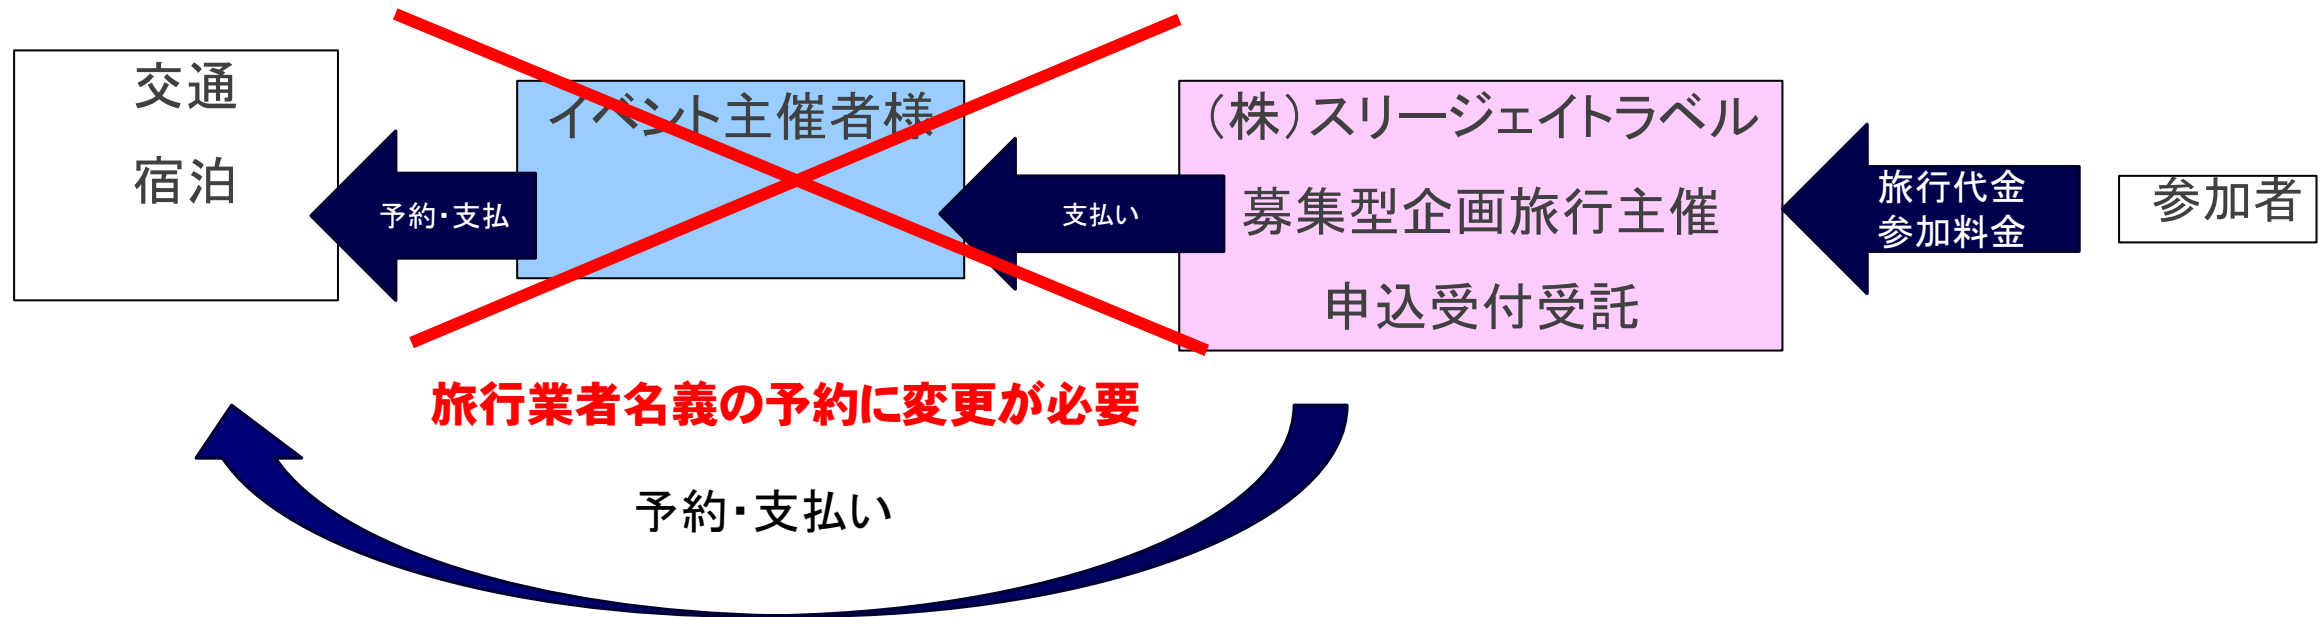 交通
宿泊
予約・支払
イベント主催者様
支払い
（株）スリージェイトラベル
募集型企画旅行主催
申込受付受託
旅行代金
参加料金
参加者
旅行業者名義の予約に変更が必要
予約・支払い